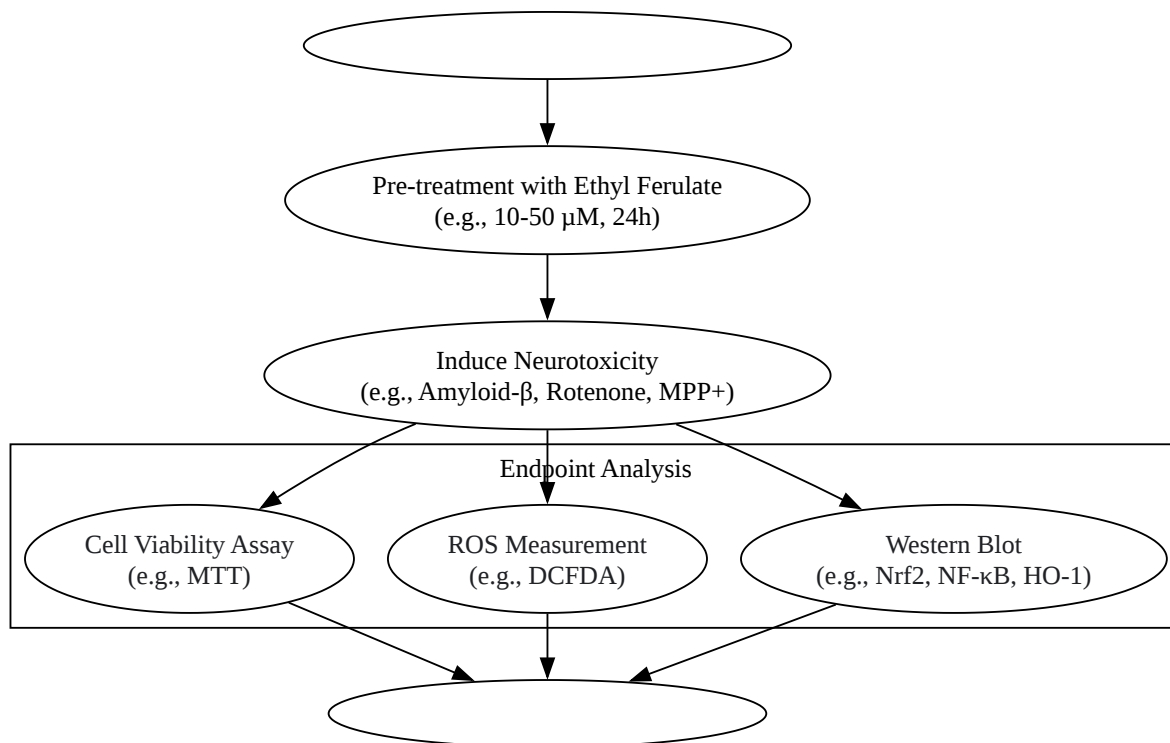 Pre-treatment with Ethyl Ferulate
(e.g., 10-50 µM, 24h)
Induce Neurotoxicity
(e.g., Amyloid-β, Rotenone, MPP+)
Endpoint Analysis
Cell Viability Assay
(e.g., MTT)
ROS Measurement
(e.g., DCFDA)
Western Blot
(e.g., Nrf2, NF-κB, HO-1)